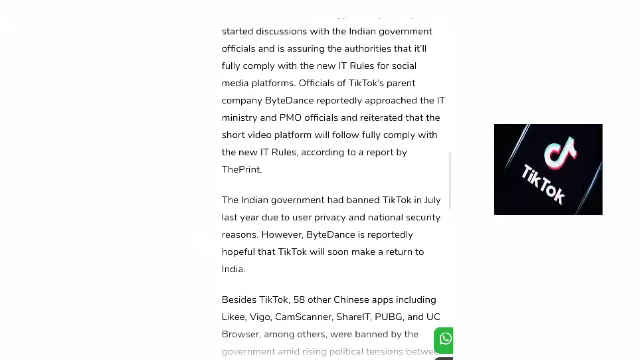 started discussions with the Indian government
officials and is assuring the authorities that it'll
fully comply with the new IT Rules for social
media platforms. Officials of TikTok's parent
company ByteDance reportedly approached the IT
ministry and PMO officials and reiterated that the
short video platform will follow fully comply with
the new IT Rules, according to a report by
ThePrint.
The Indian government had banned TikTok in July
last year due to user privacy and national security
reasons. However, ByteDance is reportedly
hopeful that TikTok will soon make a return to
India.
Besides TikTok, 58 other Chinese apps including
Likee, Vigo, CamScanner, ShareIT, PUBG, and UC
Browser, among others, were banned by the
government amid rising political tensions betwe
TikTok